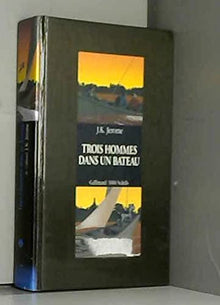 J.K. Jerome
TROIS HOMMES
DANS UN BATEAU
Gallimard 1000 Soleils